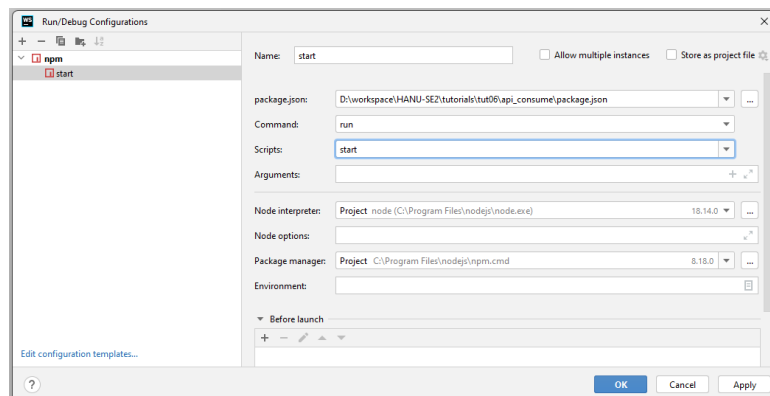 WS Run/Debug Configurations
npm
start
Edit configuration templates...
Name: start Allow multiple instances Store as project file
package.json: D:\workspace\HANU-SE2\tutorials\tut06\api_consume\package.json ...
Command: run
Scripts: start
Arguments:
Node interpreter: Project node (C:\Program Files\nodejs\node.exe) 18.14.0 ...
Node options:
Package manager: Project C:\Program Files\nodejs\npm.cmd 8.18.0 ...
Environment:
Before launch
? OK Cancel Apply